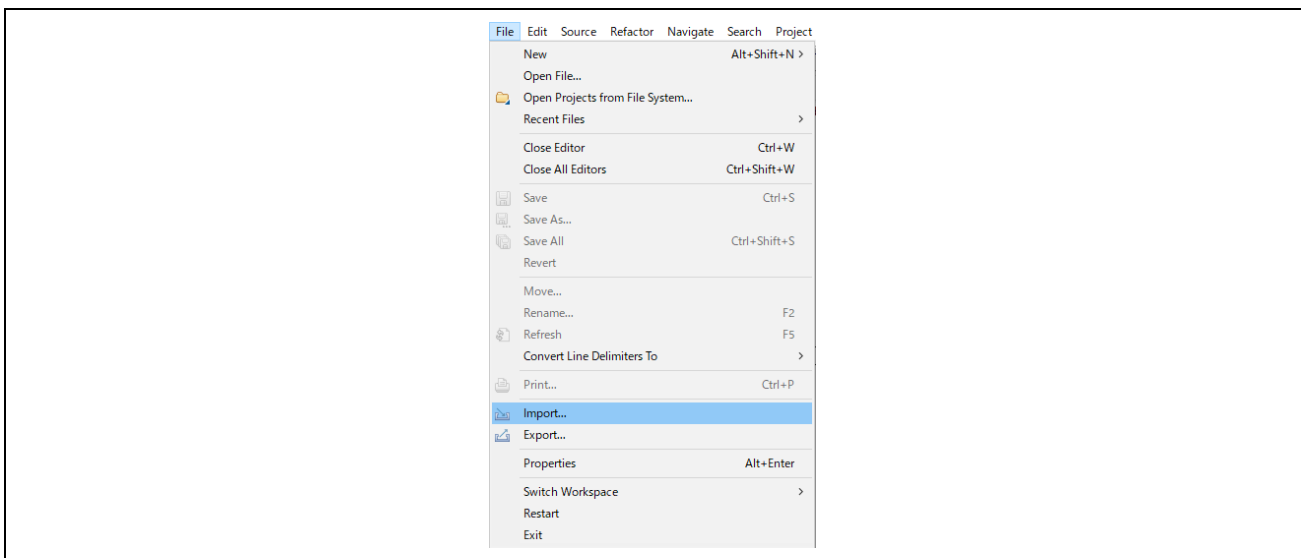 File Edit Source Refactor Navigate Search Project
New Alt+Shift+N >
Open File...
Open Projects from File System...
Recent Files >
Close Editor Ctrl+W
Close All Editors Ctrl+Shift+W
Save Ctrl+S
Save As...
Save All Ctrl+Shift+S
Revert
Move...
Rename... F2
Refresh F5
Convert Line Delimiters To >
Print... Ctrl+P
Import...
Export...
Properties Alt+Enter
Switch Workspace >
Restart
Exit